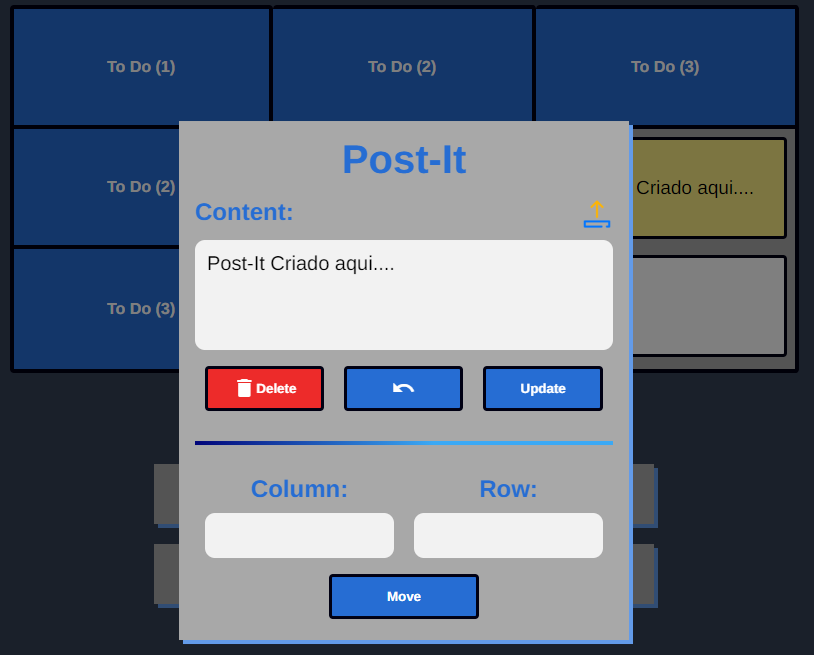 To Do (1) To Do (2) To Do (3)
Post-It
To Do (2)
Criado aqui....
Content:
Post-It Criado aqui....
To Do (3)
Delete
Update
Column: Row:
Move